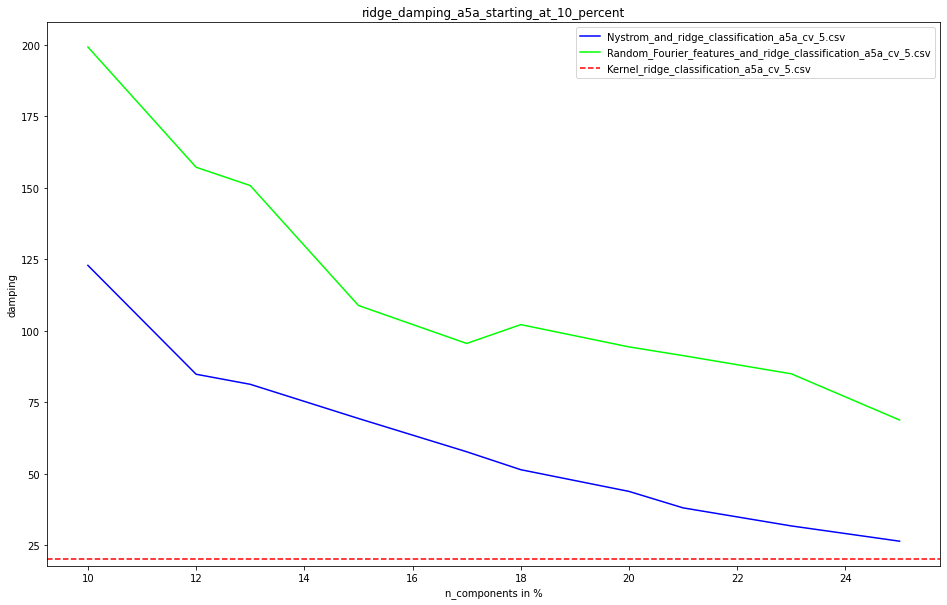 ridge_damping_a5a_starting_at_10_percent
Nystrom_and_ridge_classification_a5a_cv_5.csv
Random_Fourier_features_and_ridge_classification_a5a_cv_5.csv
Kernel_ridge_classification_a5a_cv_5.csv
200
175
150
125
100
75
50
25
damping
10 12 14 16 18 20 22 24
n_components in %